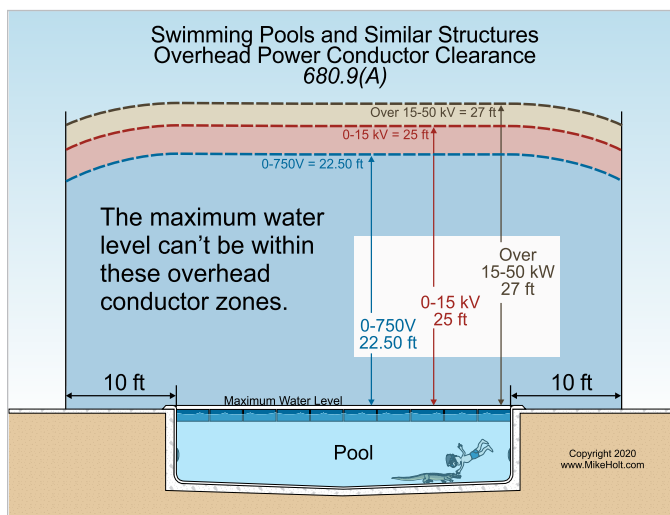 Swimming Pools and Similar Structures
Overhead Power Conductor Clearance
680.9(A)
Over 15-50 kV = 27 ft
0-15 kV = 25 ft
0-750V = 22.50 ft
The maximum water
level can't be within
these overhead
conductor zones.
Over
15-50 kW
27 ft
0-15 kV
25 ft
0-750V
22.50 ft
10 ft
10 ft
Maximum Water Level
Pool
Copyright 2020
www.MikeHolt.com